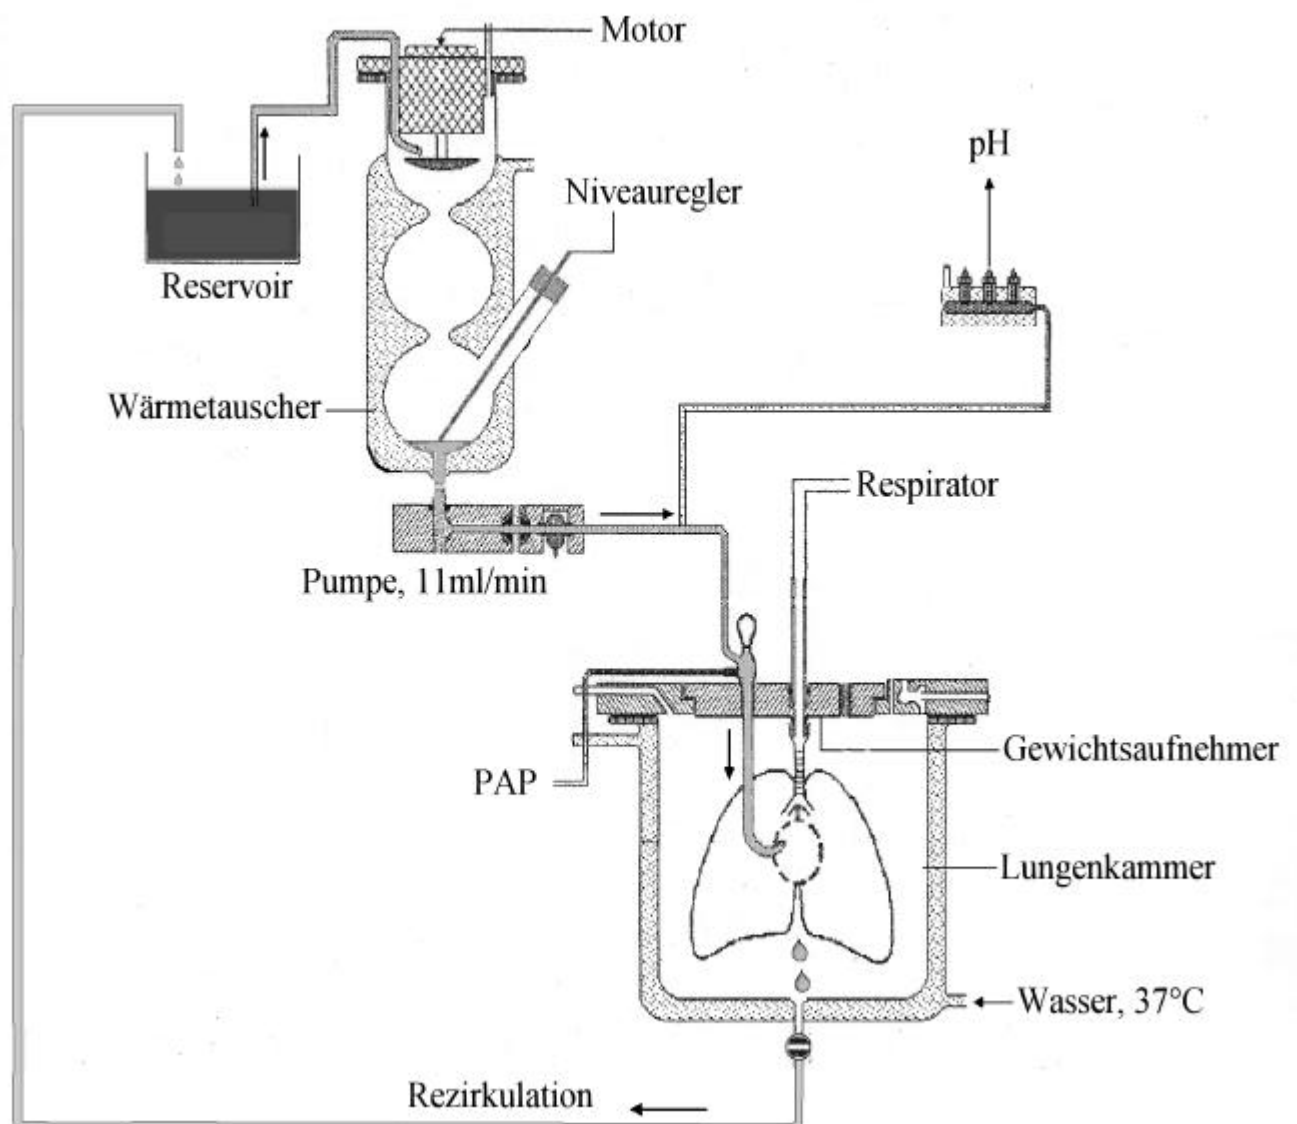 Motor
pH
Niveauregler
Reservoir
Wärmetauscher
Respirator
Pumpe, 11ml/min
Gewichtsaufnehmer
PAP
Lungenkammer
Wasser, 37°C
Rezirkulation